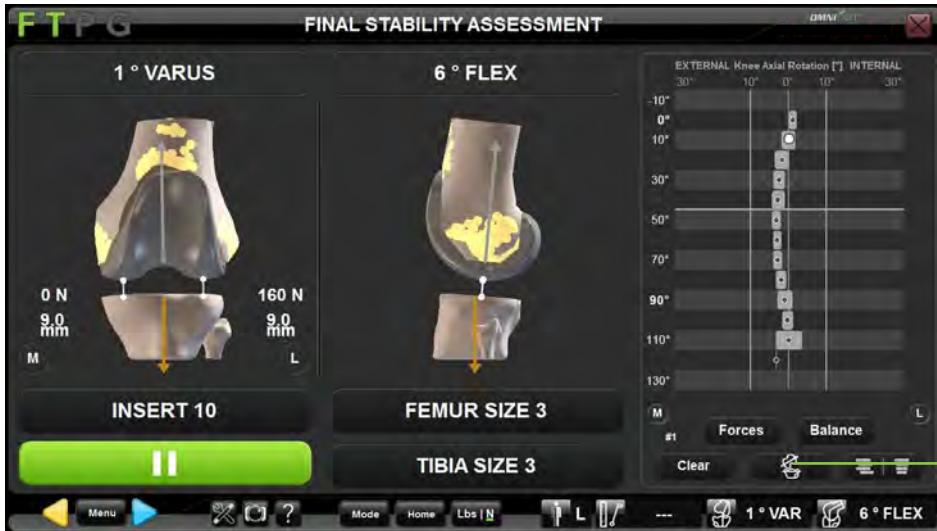 FTPG
FINAL STABILITY ASSESSMENT
OMNI
1 ° VARUS
6 ° FLEX
0 N
9.0
mm
M
160 N
9.0
mm
L
INSERT 10
FEMUR SIZE 3
TIBIA SIZE 3
EXTERNAL Knee Axial Rotation [°] INTERNAL
30° 10° 0° 10° 30°
-10°
0°
10°
30°
50°
70°
90°
110°
130°
M L
#1
Forces Balance
Clear
Menu ? Mode Home Lbs | N L --- 1 ° VAR 6 ° FLEX